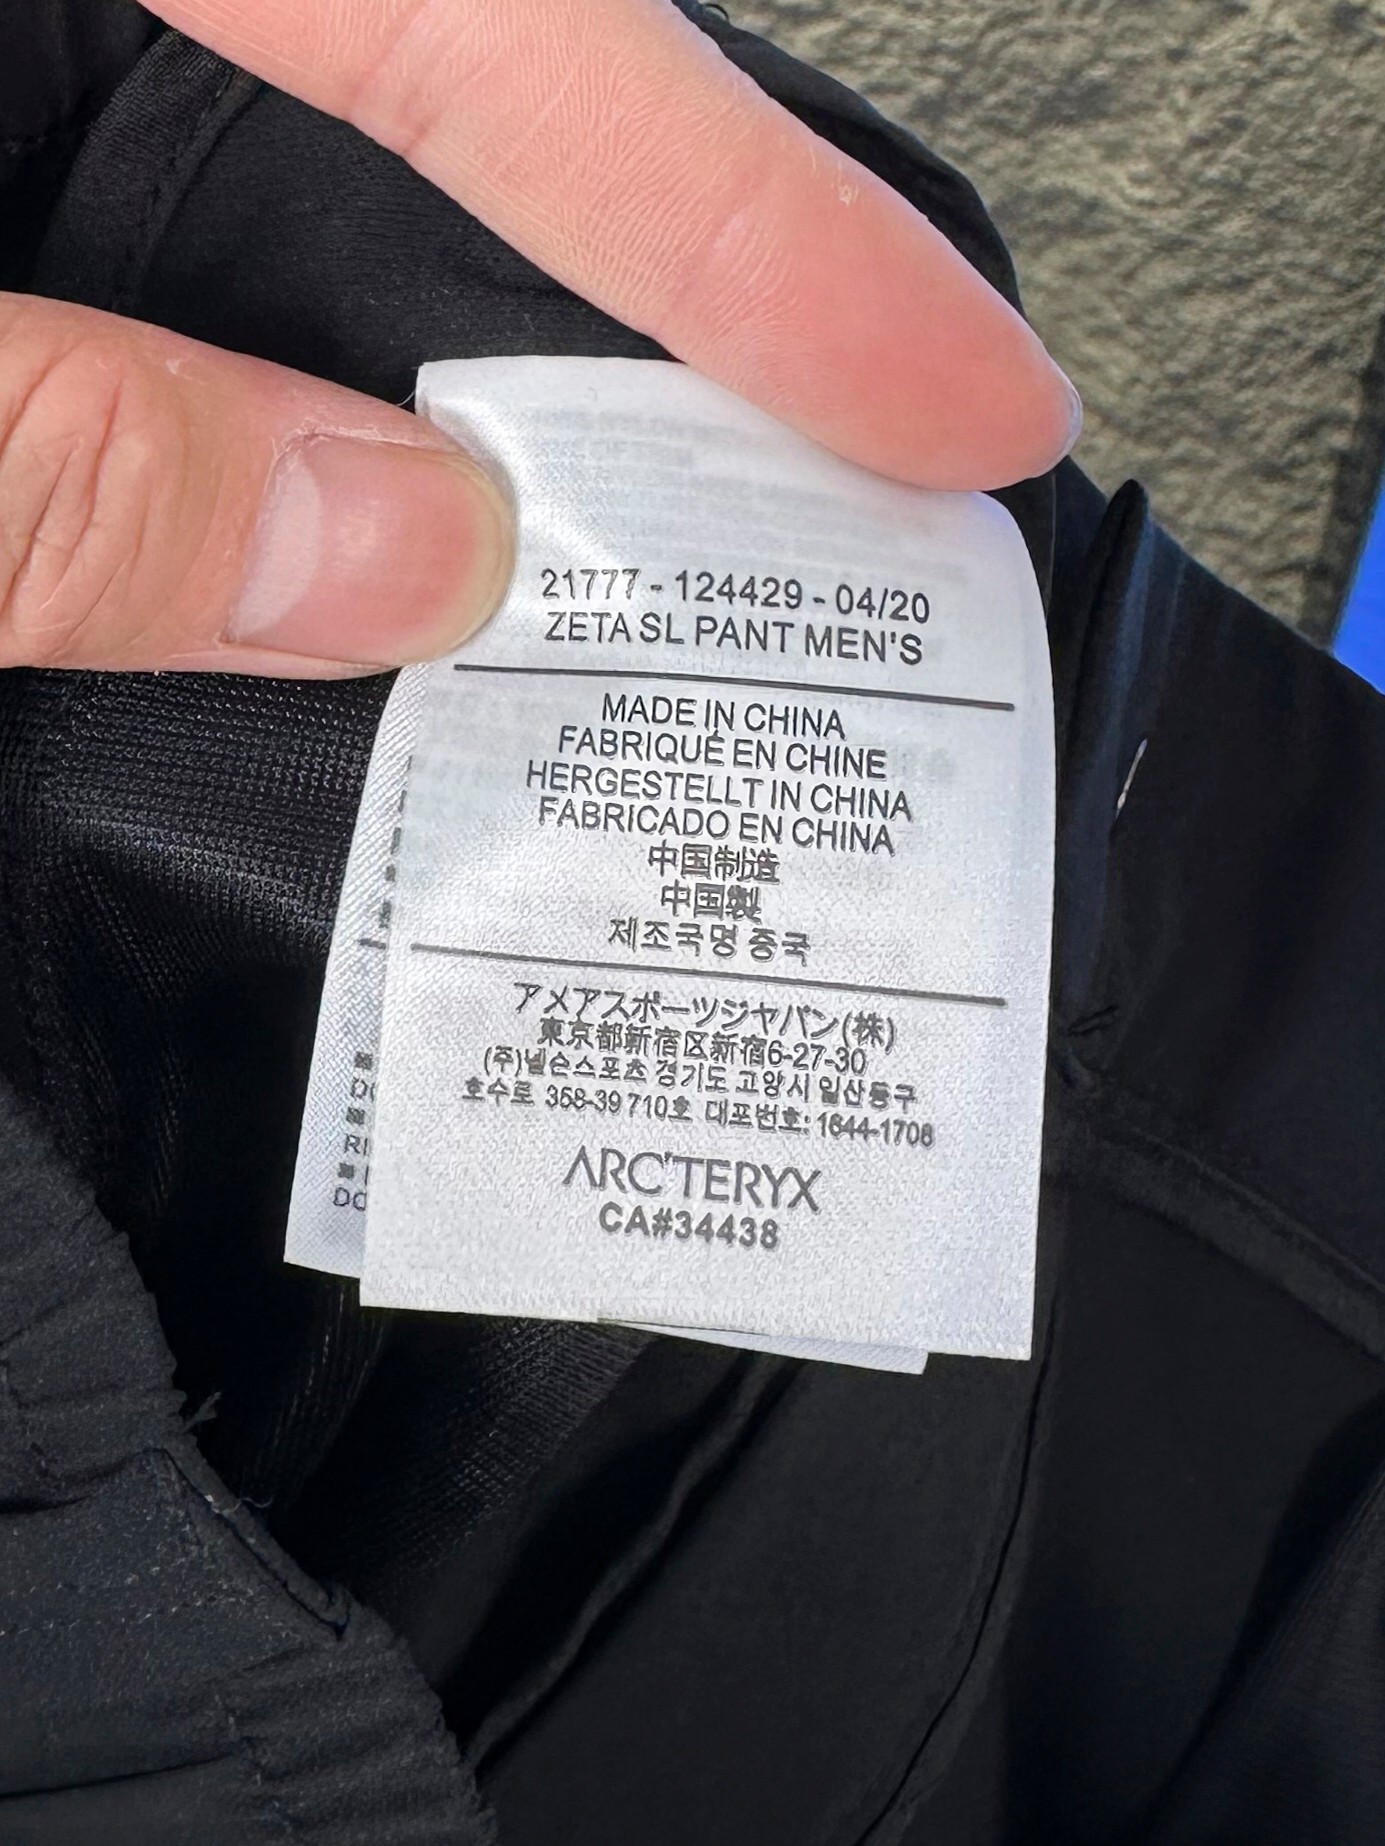 21777 - 124429 - 04/20
ZETA SL PANT MEN'S
MADE IN CHINA
FABRIQUÉ EN CHINE
HERGESTELLT IN CHINA
FABRICADO EN CHINA
中国制造
中国製
제조국명 중국
アメアスポーツジャパン(株)
東京都新宿区新宿6-27-30
(주)넬슨스포츠 경기도 고양시 일산동구
호수로 358-39 710호 대표번호: 1644-1708
ARC'TERYX
CA#34438
RI
DO